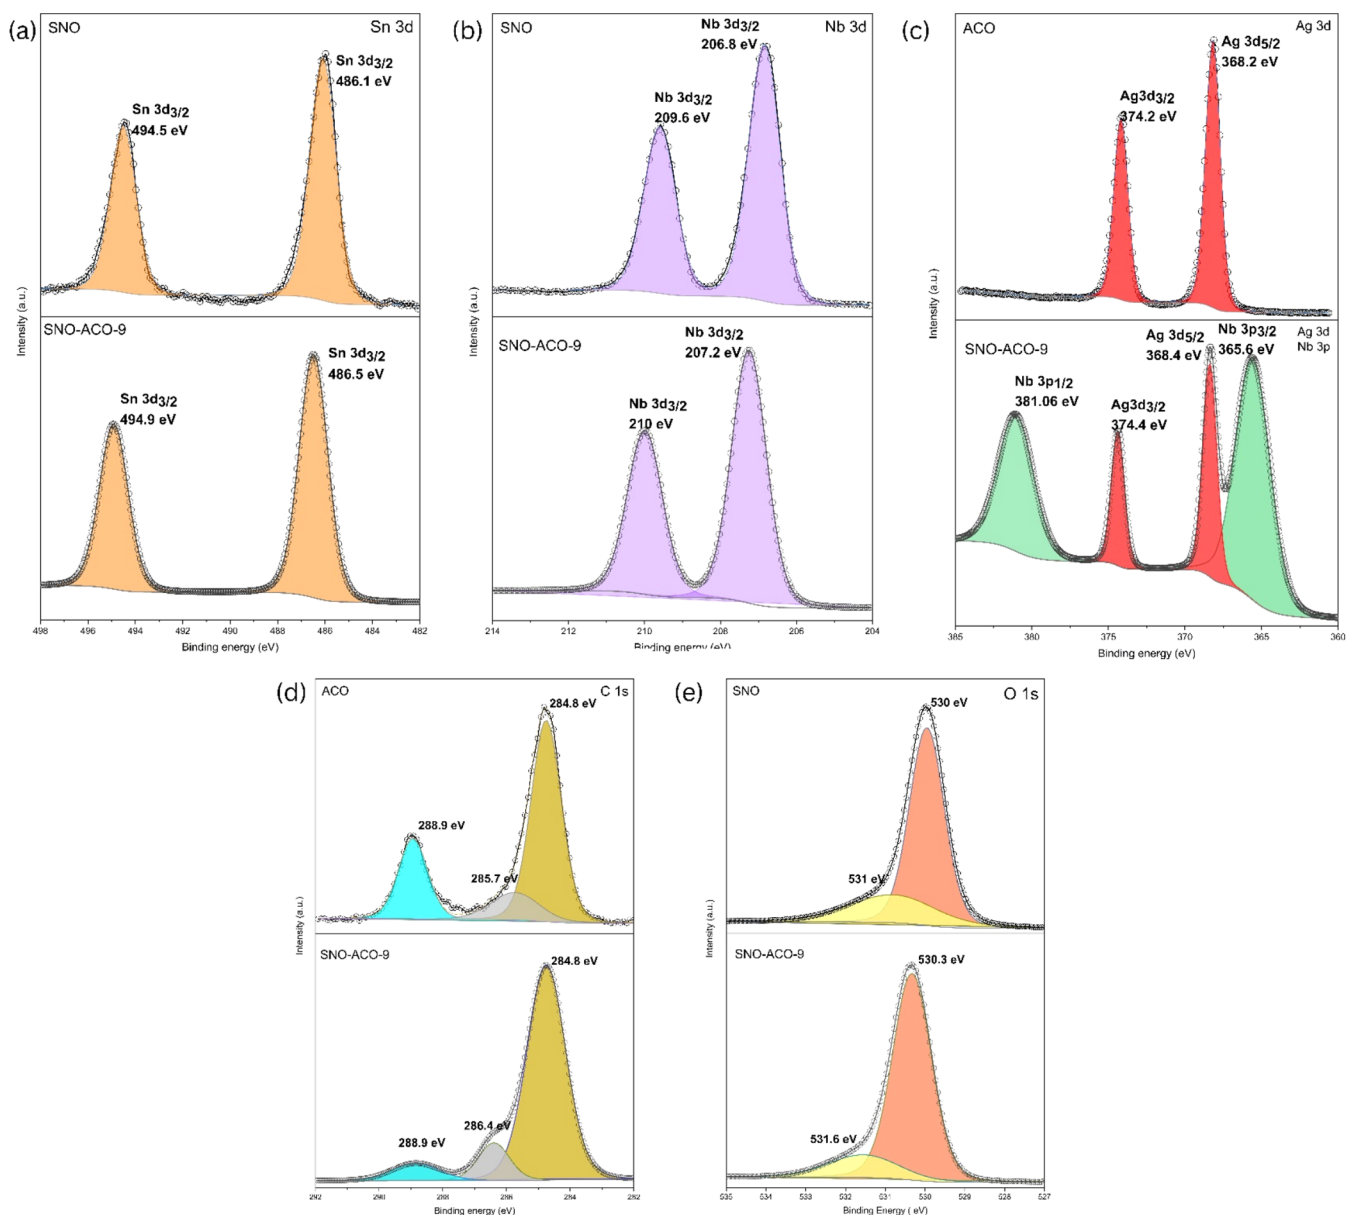 (a)
SNO
Sn 3d
Sn 3d3/2
486.1 eV
Sn 3d3/2
494.5 eV
SNO-ACO-9
Sn 3d3/2
486.5 eV
Sn 3d3/2
494.9 eV
Intensity (a.u.)
498 496 494 492 490 488 486 484 482
Binding energy (eV)
(b)
SNO
Nb 3d
Nb 3d3/2
206.8 eV
Nb 3d3/2
209.6 eV
SNO-ACO-9
Nb 3d3/2
207.2 eV
Nb 3d3/2
210 eV
Intensity (a.u.)
214 212 210 208 206 204
Binding energy (eV)
(c)
ACO
Ag 3d
Ag 3d5/2
368.2 eV
Ag3d3/2
374.2 eV
SNO-ACO-9
Ag 3d
Nb 3p
Ag 3d5/2
368.4 eV
Nb 3p3/2
365.6 eV
Nb 3p1/2
381.06 eV
Ag3d3/2
374.4 eV
Intensity (a.u.)
385 380 375 370 365 360
Binding energy (eV)
(d)
ACO
C 1s
284.8 eV
288.9 eV
285.7 eV
SNO-ACO-9
284.8 eV
286.4 eV
288.9 eV
Intensity (a.u.)
292 290 288 286 284 282
Binding energy (eV)
(e)
SNO
O 1s
530 eV
531 eV
SNO-ACO-9
530.3 eV
531.6 eV
Intensity (a.u.)
535 534 533 532 531 530 529 528 527
Binding Energy ( eV)